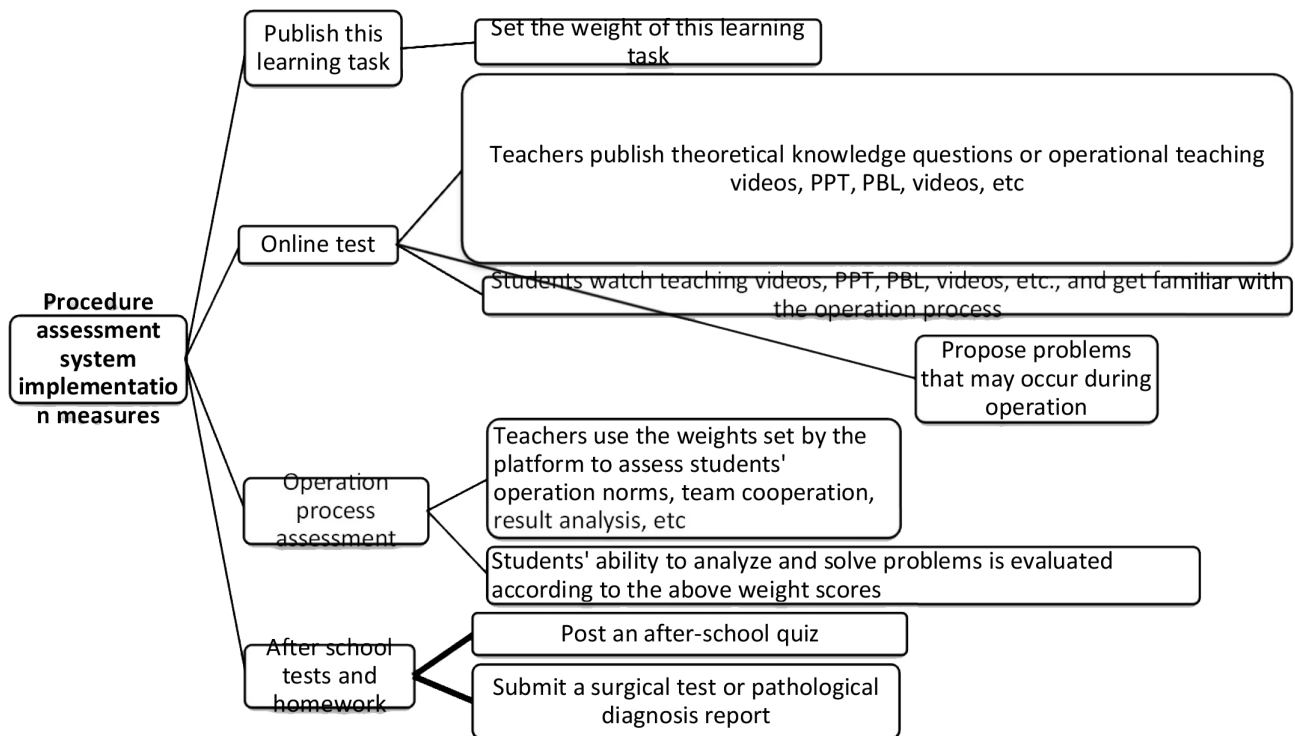 Publish this
learning task
Set the weight of this learning
task
Teachers publish theoretical knowledge questions or operational teaching
videos, PPT, PBL, videos, etc
Online test
Students watch teaching videos, PPT, PBL, videos, etc., and get familiar with
the operation process
Procedure
assessment
system
implementatio
n measures
Propose problems
that may occur during
operation
Teachers use the weights set by the
platform to assess students'
operation norms, team cooperation,
result analysis, etc
Operation
process
assessment
Students' ability to analyze and solve problems is evaluated
according to the above weight scores
Post an after-school quiz
After school
tests and
homework
Submit a surgical test or pathological
diagnosis report